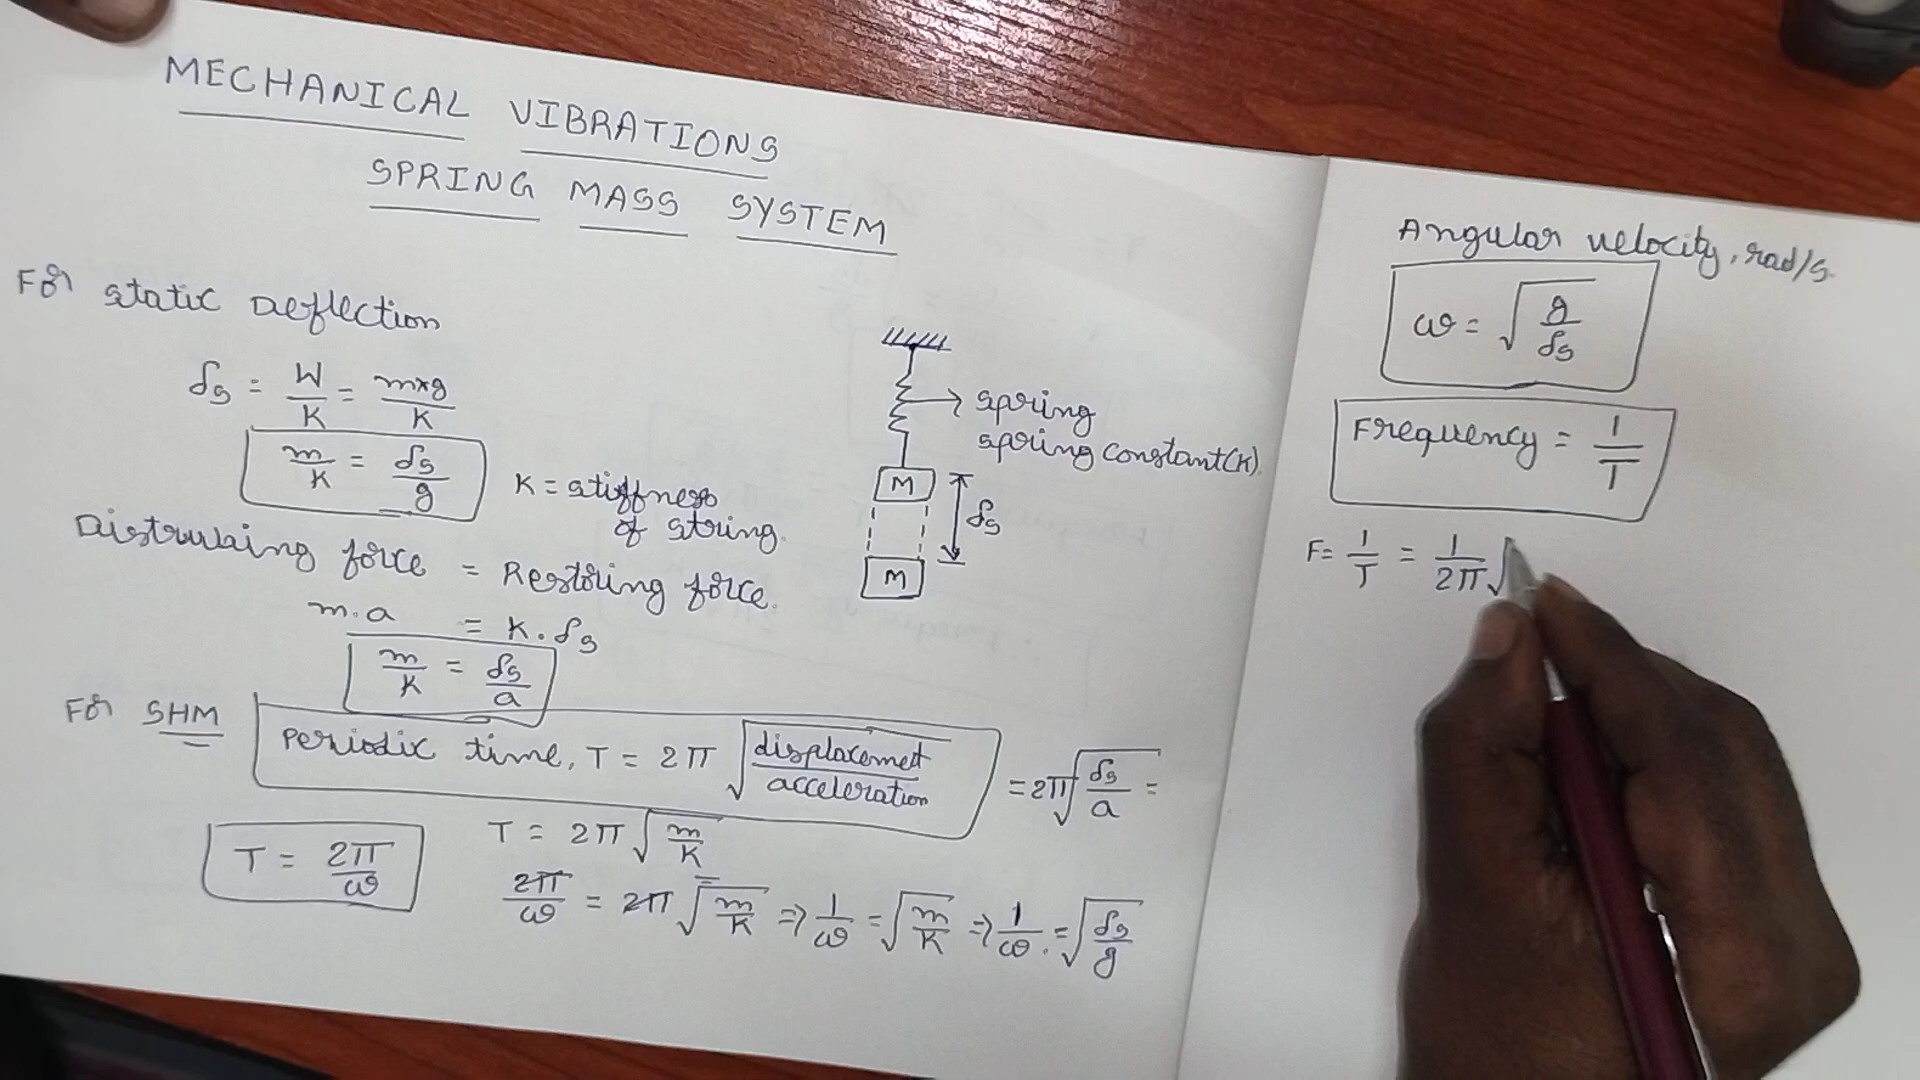 MECHANICAL VIBRATIONS
SPRING MASS SYSTEM
For static Deflection
δs = W/K = m×g/K
m/K = δs/g
K = stiffness
of string.
Distrubing force = Restoring force.
m.a = K.δs
m/K = δs/a
For SHM
Periodic time, T = 2π √(displacemet/acceleration) = 2π√(δs/a) =
T = 2π/ω
T = 2π√(m/K)
2π/ω = 2π√(m/K) => 1/ω = √(m/K) => 1/ω. = √(δs/g)
spring
spring constant(K).
M
δs
M
Angular velocity, rad/s.
ω = √(g/δs)
Frequency = 1/T
F = 1/T = 1/2π √